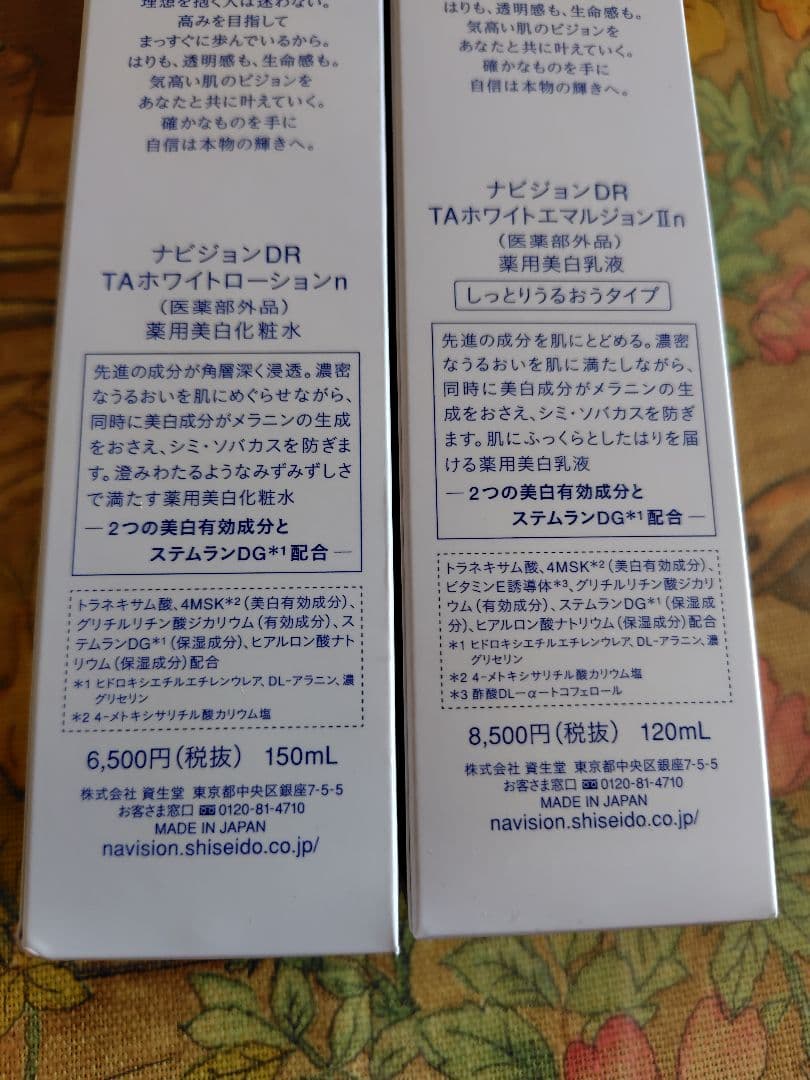 理想を抱く人は迷わない。
高みを目指して
まっすぐに歩んでいるから。
はりも、透明感も、生命感も。
気高い肌のビジョンを
あなたと共に叶えていく。
確かなものを手に
自信は本物の輝きへ。
ナビジョンDR
TAホワイトローションn
(医薬部外品)
薬用美白化粧水
先進の成分が角層深く浸透。濃密
なうるおいを肌にめぐらせながら、
同時に美白成分がメラニンの生成
をおさえ、シミ・ソバカスを防ぎま
す。澄みわたるようなみずみずしさ
で満たす薬用美白化粧水
―2つの美白有効成分と
ステムランDG*1配合―
トラネキサム酸、4MSK*2(美白有効成分)、
グリチルリチン酸ジカリウム(有効成分)、ス
テムランDG*1(保湿成分)、ヒアルロン酸ナト
リウム(保湿成分)配合
*1 ヒドロキシエチルエチレンウレア、DL-アラニン、濃
グリセリン
*2 4-メトキシサリチル酸カリウム塩
6,500円(税抜) 150mL
株式会社 資生堂 東京都中央区銀座7-5-5
お客さま窓口 0120-81-4710
MADE IN JAPAN
navision.shiseido.co.jp/
はりも、透明感も、生命感も。
気高い肌のビジョンを
あなたと共に叶えていく。
確かなものを手に
自信は本物の輝きへ。
ナビジョンDR
TAホワイトエマルジョンⅡn
(医薬部外品)
薬用美白乳液
しっとりうるおうタイプ
先進の成分を肌にとどめる。濃密
なうるおいを肌に満たしながら、
同時に美白成分がメラニンの生
成をおさえ、シミ・ソバカスを防ぎ
ます。肌にふっくらとしたはりを届
ける薬用美白乳液
―2つの美白有効成分と
ステムランDG*1配合―
トラネキサム酸、4MSK*2(美白有効成分)、
ビタミンE誘導体*3、グリチルリチン酸ジカリ
ウム(有効成分)、ステムランDG*1(保湿成
分)、ヒアルロン酸ナトリウム(保湿成分)配合
*1 ヒドロキシエチルエチレンウレア、DL-アラニン、濃
グリセリン
*2 4-メトキシサリチル酸カリウム塩
*3 酢酸DL-α-トコフェロール
8,500円(税抜) 120mL
株式会社 資生堂 東京都中央区銀座7-5-5
お客さま窓口 0120-81-4710
MADE IN JAPAN
navision.shiseido.co.jp/